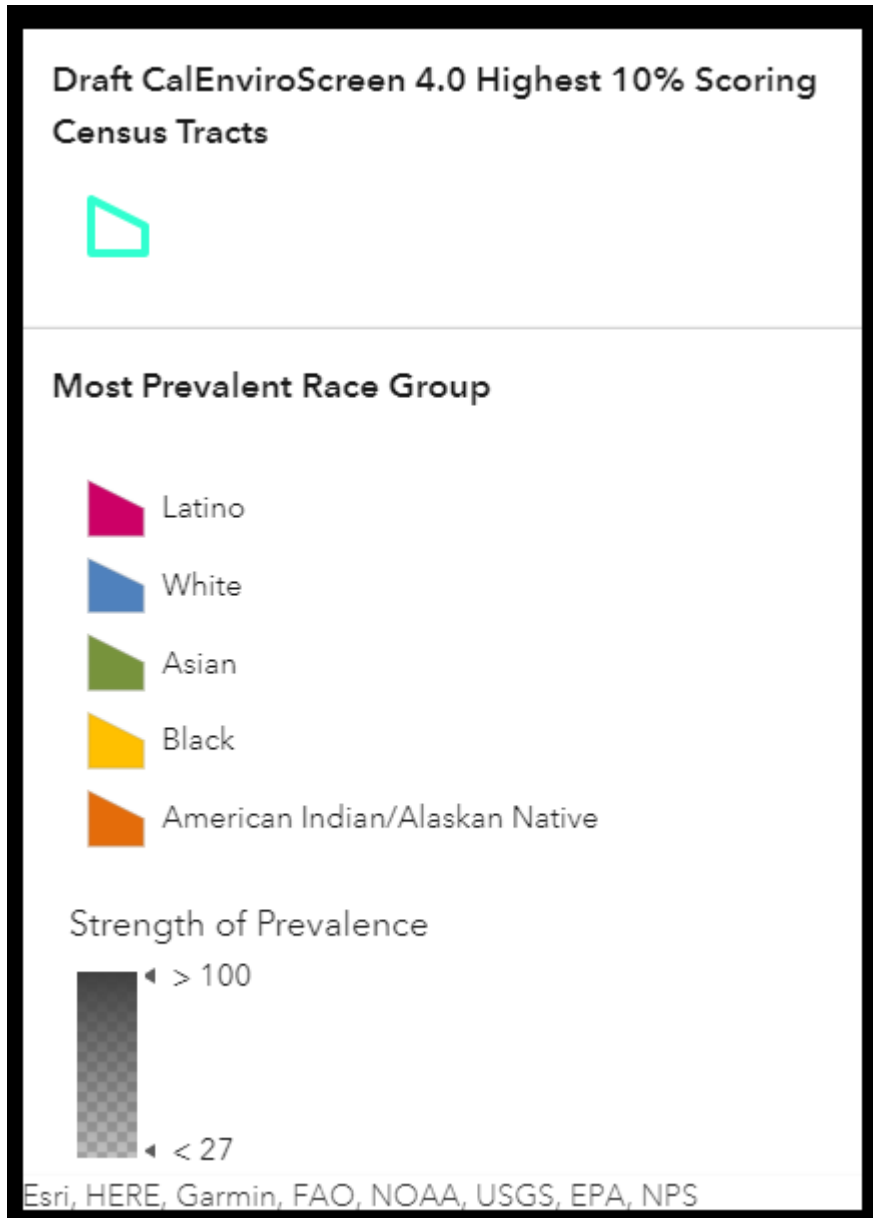 Draft CalEnviroScreen 4.0 Highest 10% Scoring
Census Tracts
Most Prevalent Race Group
Latino
White
Asian
Black
American Indian/Alaskan Native
Strength of Prevalence
> 100
< 27
Esri, HERE, Garmin, FAO, NOAA, USGS, EPA, NPS